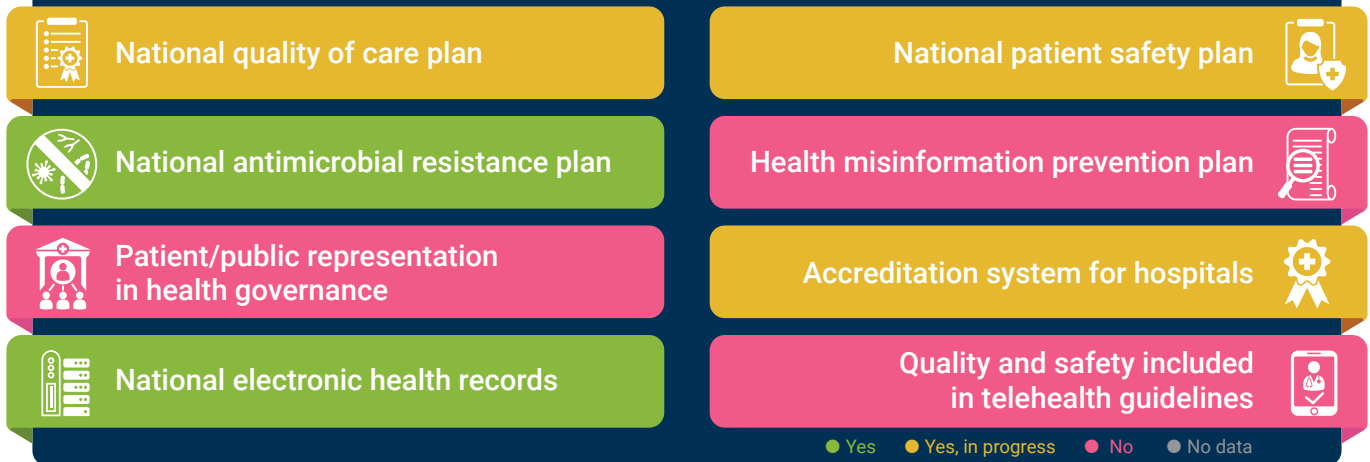 National quality of care plan
National patient safety plan
National antimicrobial resistance plan
Health misinformation prevention plan
Patient/public representation
in health governance
Accreditation system for hospitals
National electronic health records
Quality and safety included
in telehealth guidelines
Yes
Yes, in progress
No
No data